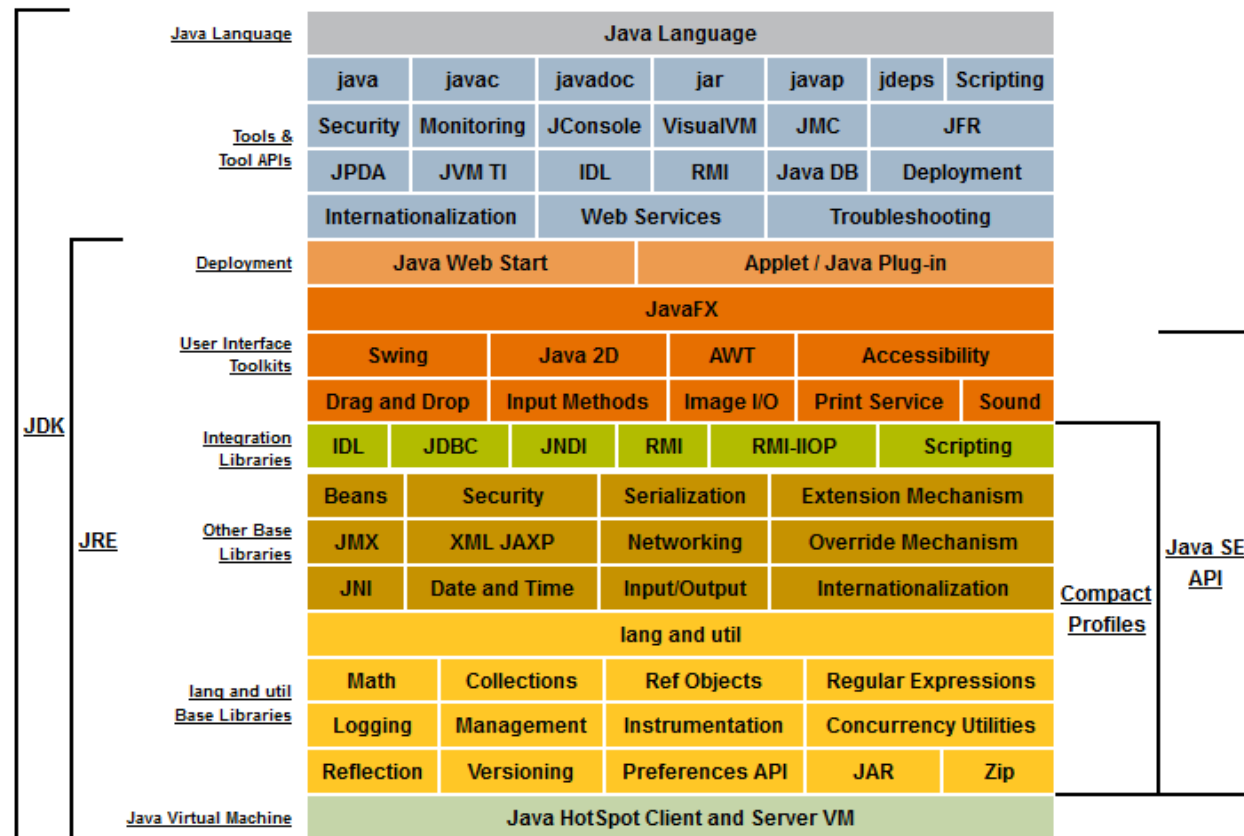 Java Language Java Language
java javac javadoc jar javap jdeps Scripting
Tools &
Tool APIs
Security Monitoring JConsole VisualVM JMC JFR
JPDA JVM TI IDL RMI Java DB Deployment
Internationalization Web Services Troubleshooting
Deployment Java Web Start Applet / Java Plug-in
JavaFX
User Interface
Toolkits
Swing Java 2D AWT Accessibility
Drag and Drop Input Methods Image I/O Print Service Sound
JDK
Integration
Libraries
IDL JDBC JNDI RMI RMI-IIOP Scripting
Beans Security Serialization Extension Mechanism
JRE
Other Base
Libraries
JMX XML JAXP Networking Override Mechanism
JNI Date and Time Input/Output Internationalization
Java SE
API
Compact
Profiles
lang and util
lang and util
Base Libraries
Math Collections Ref Objects Regular Expressions
Logging Management Instrumentation Concurrency Utilities
Reflection Versioning Preferences API JAR Zip
Java Virtual Machine Java HotSpot Client and Server VM